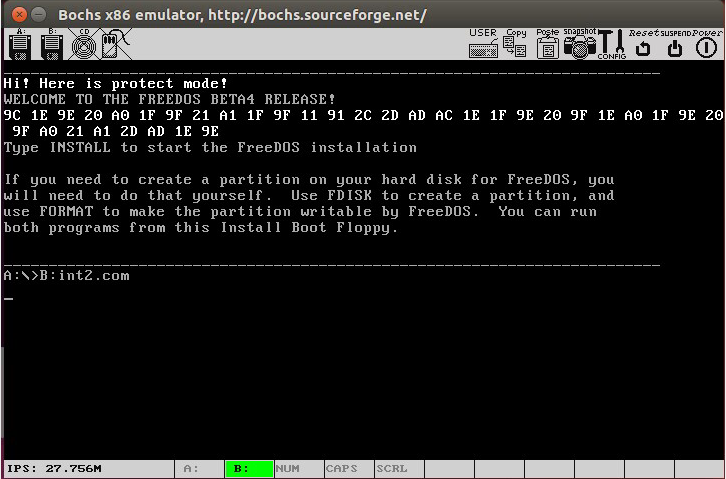 Bochs x86 emulator, http://bochs.sourceforge.net/
A: B: CD USER Copy Poste snapshot CONFIG Reset SUSPEND Power
Hi! Here is protect mode!
WELCOME TO THE FREEDOS BETA4 RELEASE!
9C 1E 9E 20 A0 1F 9F 21 A1 1F 9F 11 91 2C 2D AD AC 1E 1F 9E 20 9F 1E A0 1F 9E 20
9F A0 21 A1 2D AD 1E 9E
Type INSTALL to start the FreeDOS installation
If you need to create a partition on your hard disk for FreeDOS, you
will need to do that yourself.  Use FDISK to create a partition, and
use FORMAT to make the partition writable by FreeDOS.  You can run
both programs from this Install Boot Floppy.
A:\>B:int2.com
IPS: 27.756M A: B: NUM CAPS SCRL